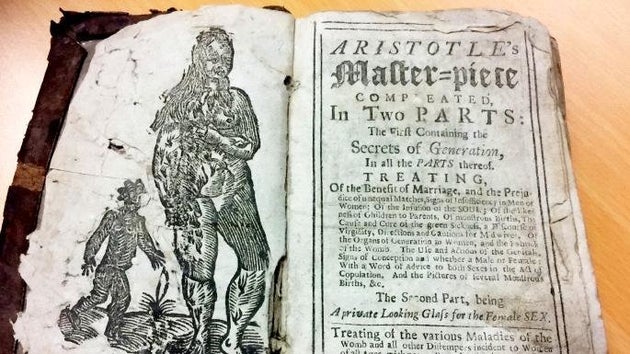 ARISTOTLE's
Master=piece
COMPLEATED,
In Two PARTS:
The First Containing the
Secrets of Generation,
In all the PARTS thereof.
TREATING,
Of the Benefit of Marriage, and the Preju-
dice of unequal Matches, Signs of Insufficiency in Men or
Women; Of the Infusion of the SOUL; Of the Like-
ness of Children to Parents, Of monstrous Births; The
Cause and Cure of the green Sickness, a Discourse of
Virginity, Directions and Cautions for Midwives, Of
the Organs of Generation in Women, and the Fabrick
of the Womb. The Use and Action of the Genitals,
Signs of Conception and whether a Male or Female;
With a Word of Advice to both Sexes in the Act of
Copulation, And the Pictures of several Monstrous
Births, &c.
The Second Part, being
A private Looking Glass for the Female SEX.
Treating of the various Maladies of the
Womb and all other Distempers incident to Women
of all Ages